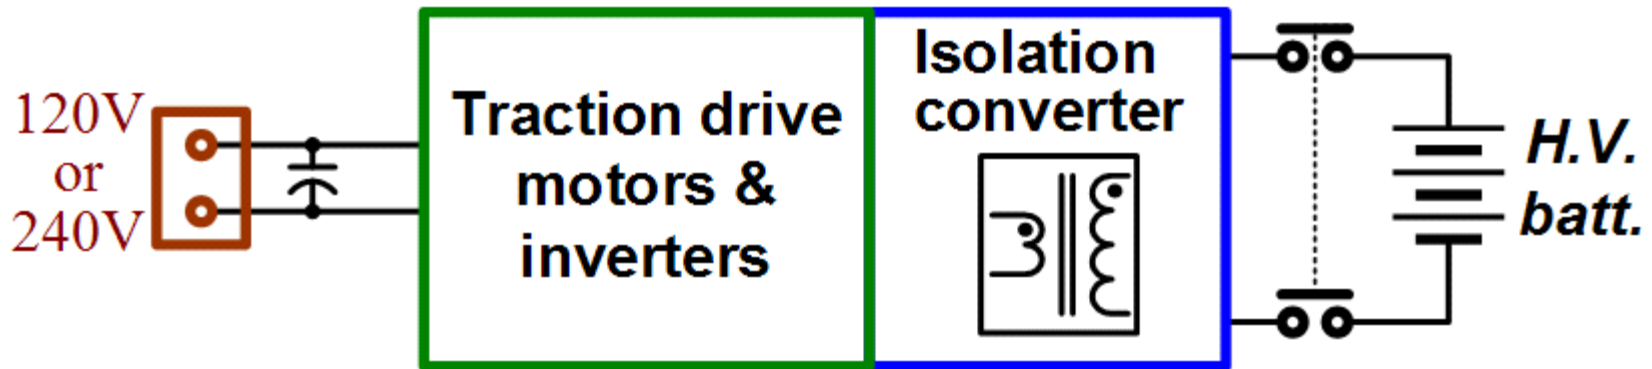 120V
or
240V
Traction drive
motors &
inverters
Isolation
converter
H.V.
batt.